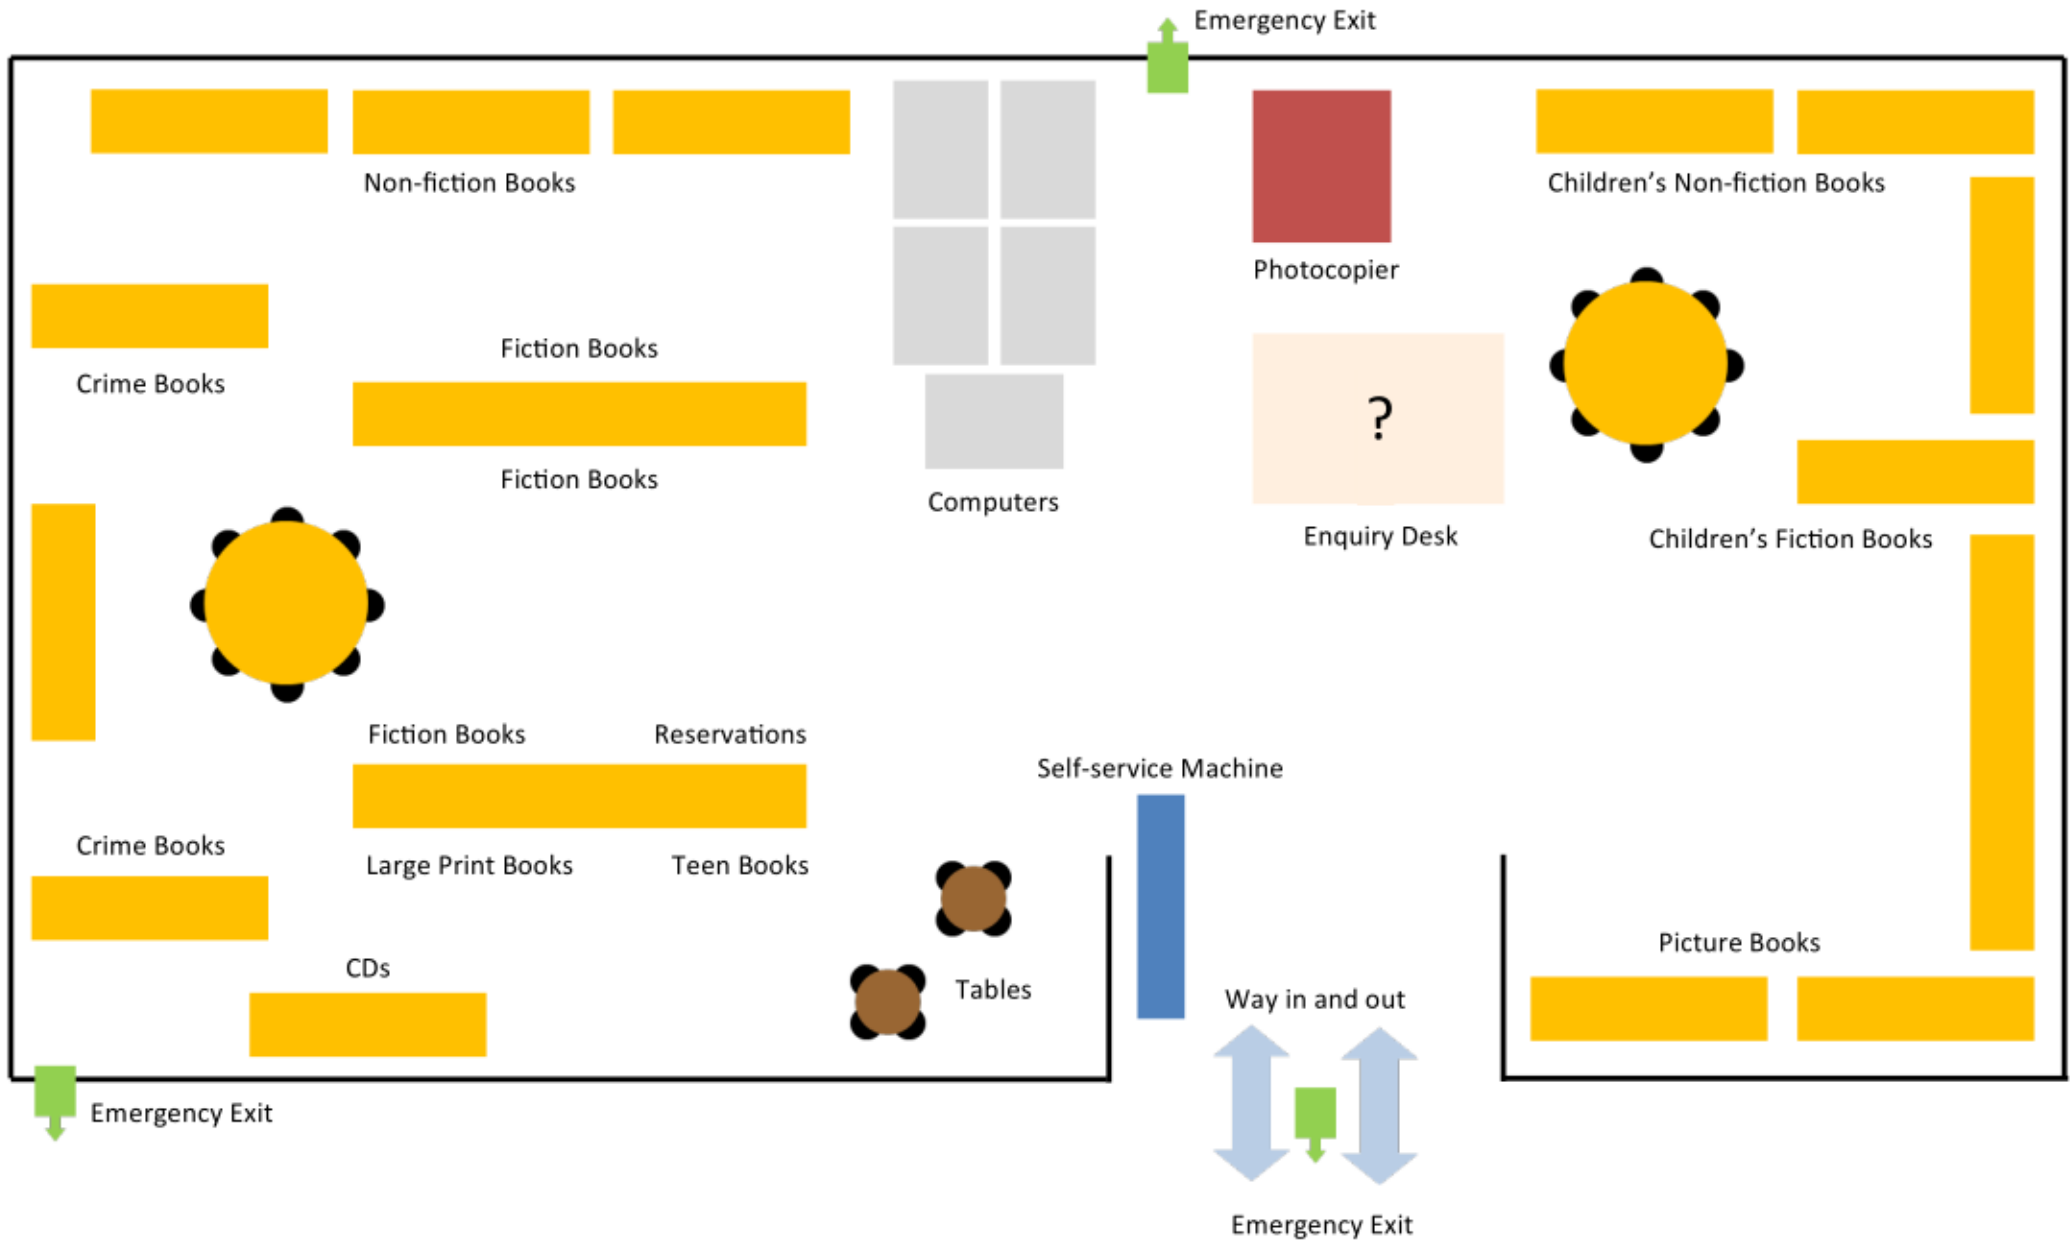 Emergency Exit
Non-fiction Books
Children’s Non-fiction Books
Photocopier
Fiction Books
Crime Books
?
Fiction Books
Computers
Enquiry Desk
Children’s Fiction Books
Fiction Books
Reservations
Self-service Machine
Crime Books
Large Print Books
Teen Books
Picture Books
CDs
Tables
Way in and out
Emergency Exit
Emergency Exit